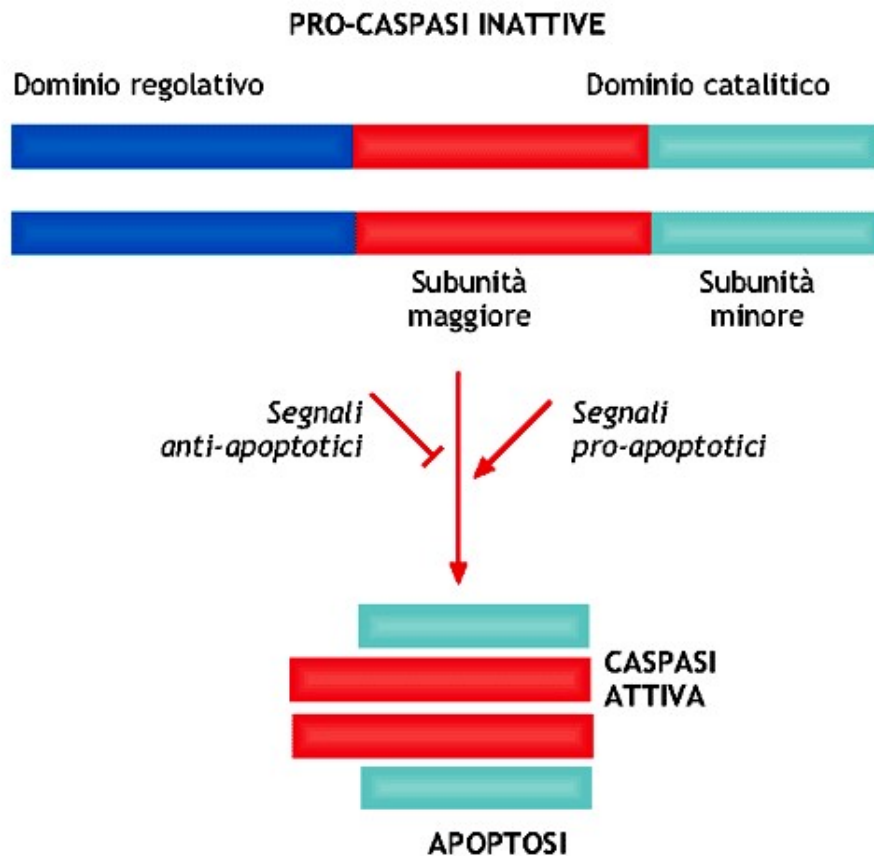 PRO-CASPASI INATTIVE
Dominio regolativo
Dominio catalitico
Subunità
maggiore
Subunità
minore
Segnali
anti-apoptotici
Segnali
pro-apoptotici
CASPASI
ATTIVA
APOPTOSI